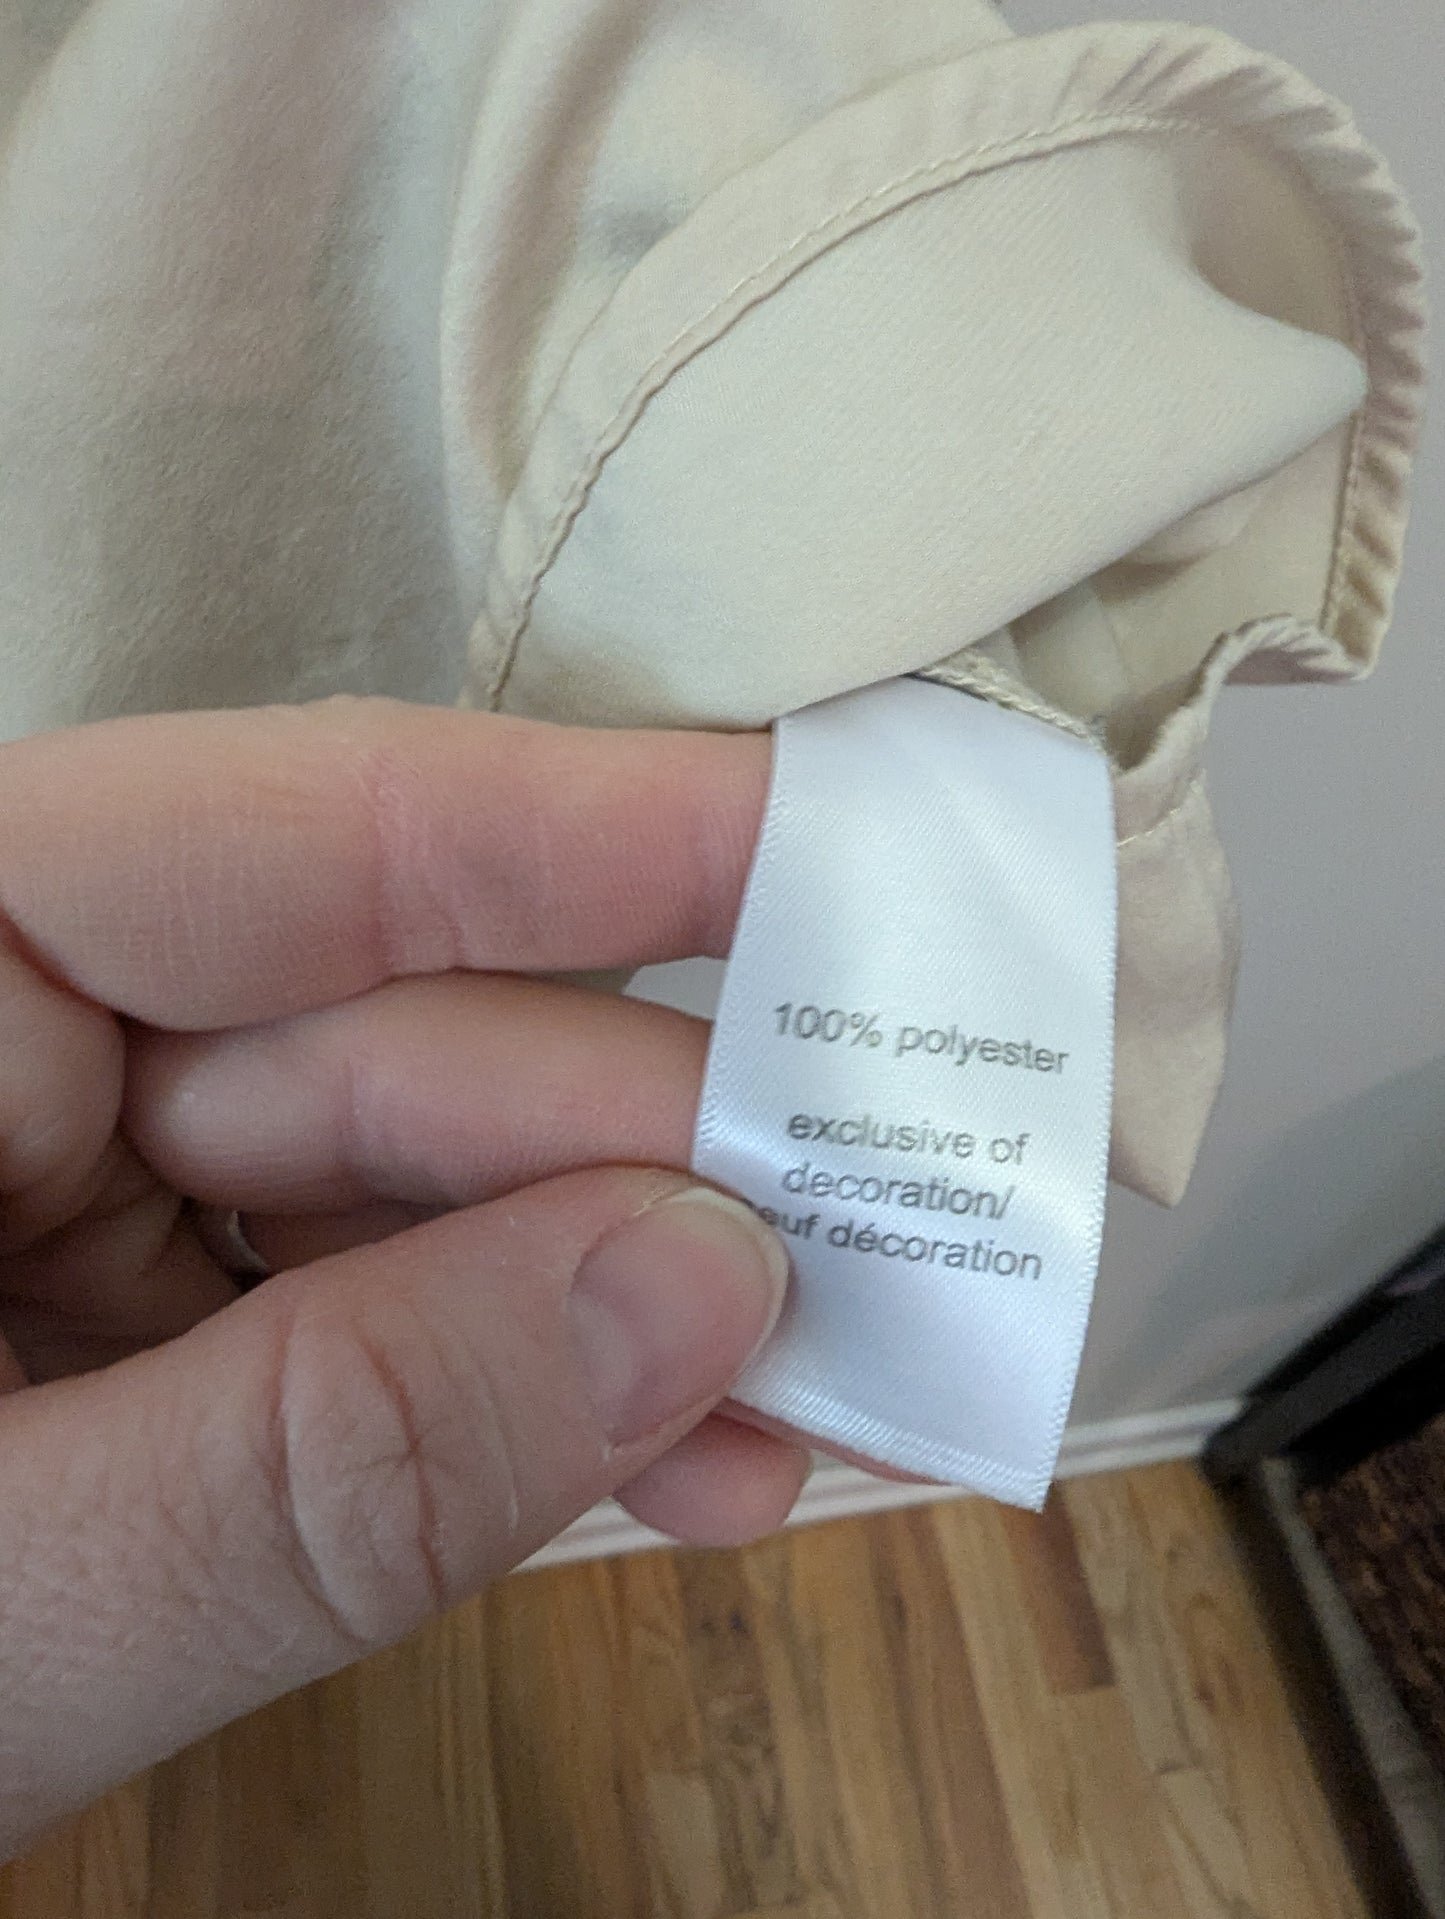 100% polyester
exclusive of
decoration/
décoration